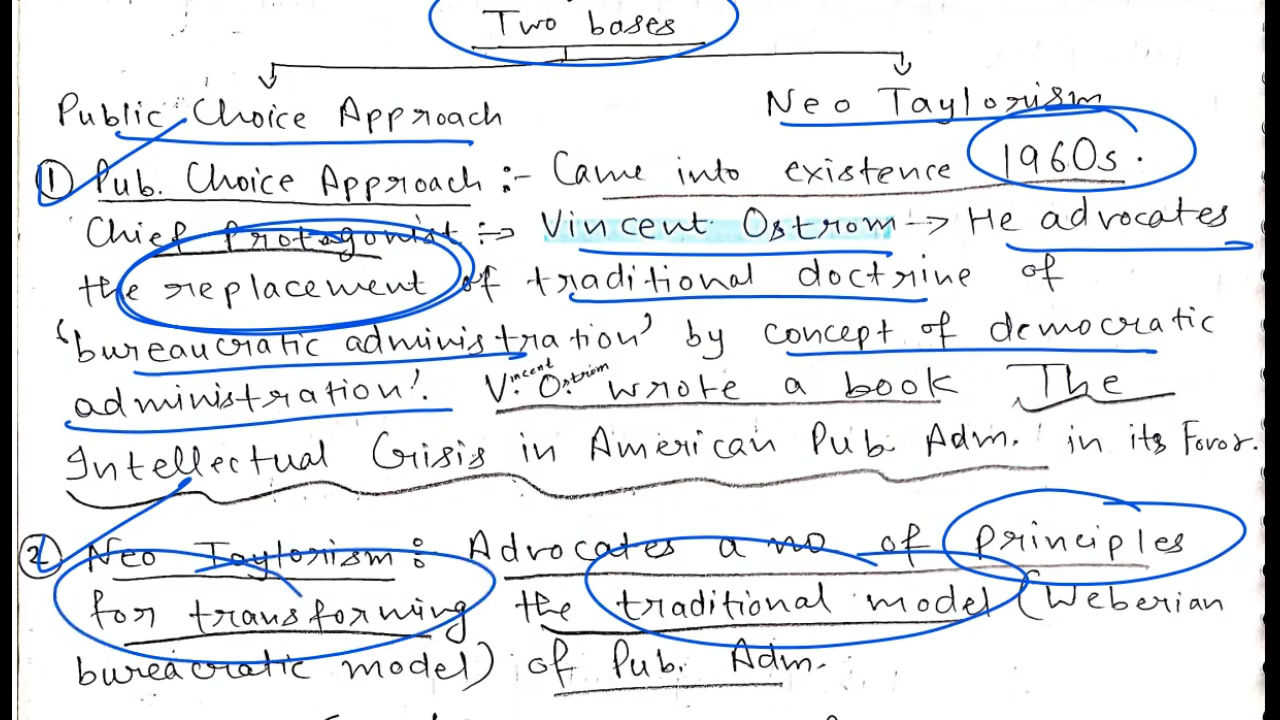 Two bases
Public Choice Approach
Neo Taylorism
① Pub. Choice Approach :- Came into existence 1960s.
Chief Protagonist :-> Vincent Ostrom -> He advocates
the replacement of traditional doctrine of
'bureaucratic administration' by concept of democratic
administration! Vincent Ostrom wrote a book The
Intellectual Crisis in American Pub. Adm. in its Favor.
② Neo Taylorism : Advocates a no. of principles
for transforming the traditional model (Weberian
bureacratic model) of Pub. Adm.